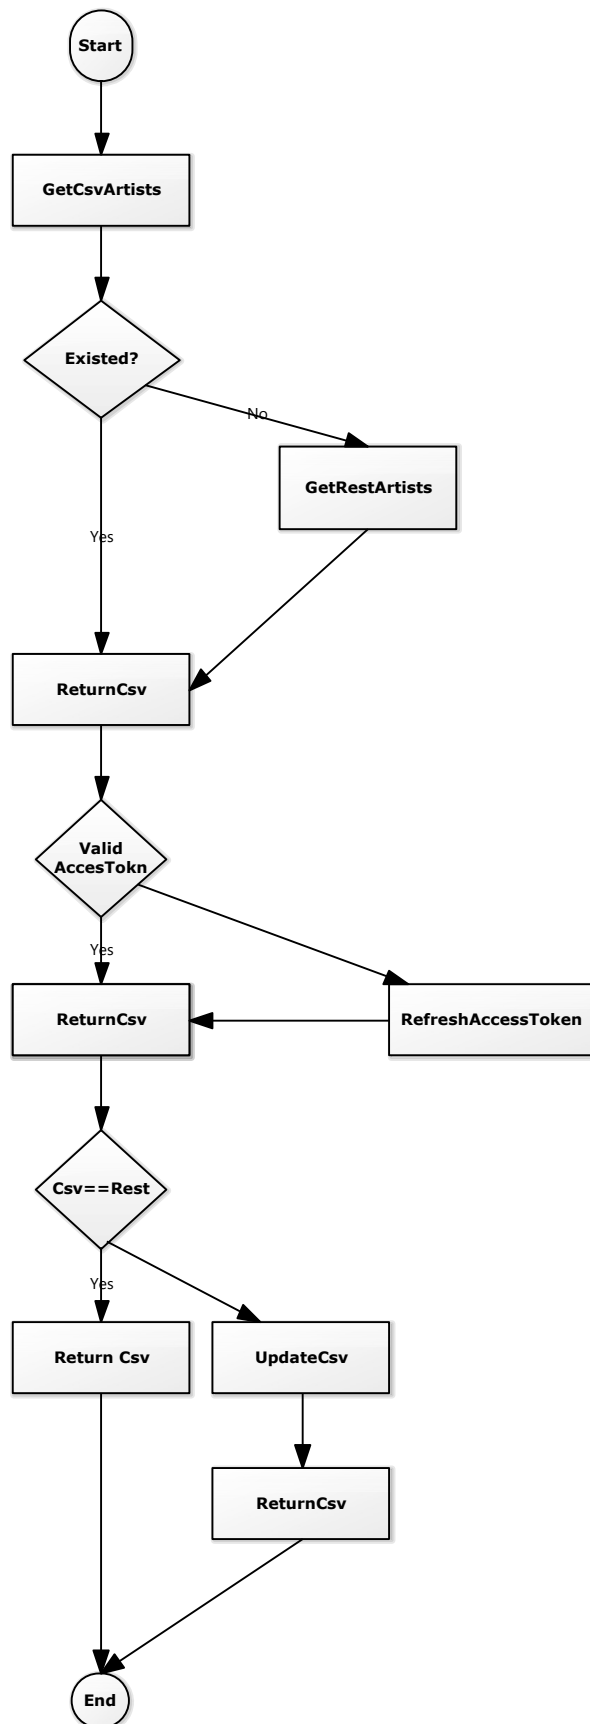 Start
GetCsvArtists
Existed?
No
GetRestArtists
Yes
ReturnCsv
Valid
AccesTokn
Yes
ReturnCsv
RefreshAccessToken
Csv==Rest
Yes
Return Csv
UpdateCsv
ReturnCsv
End